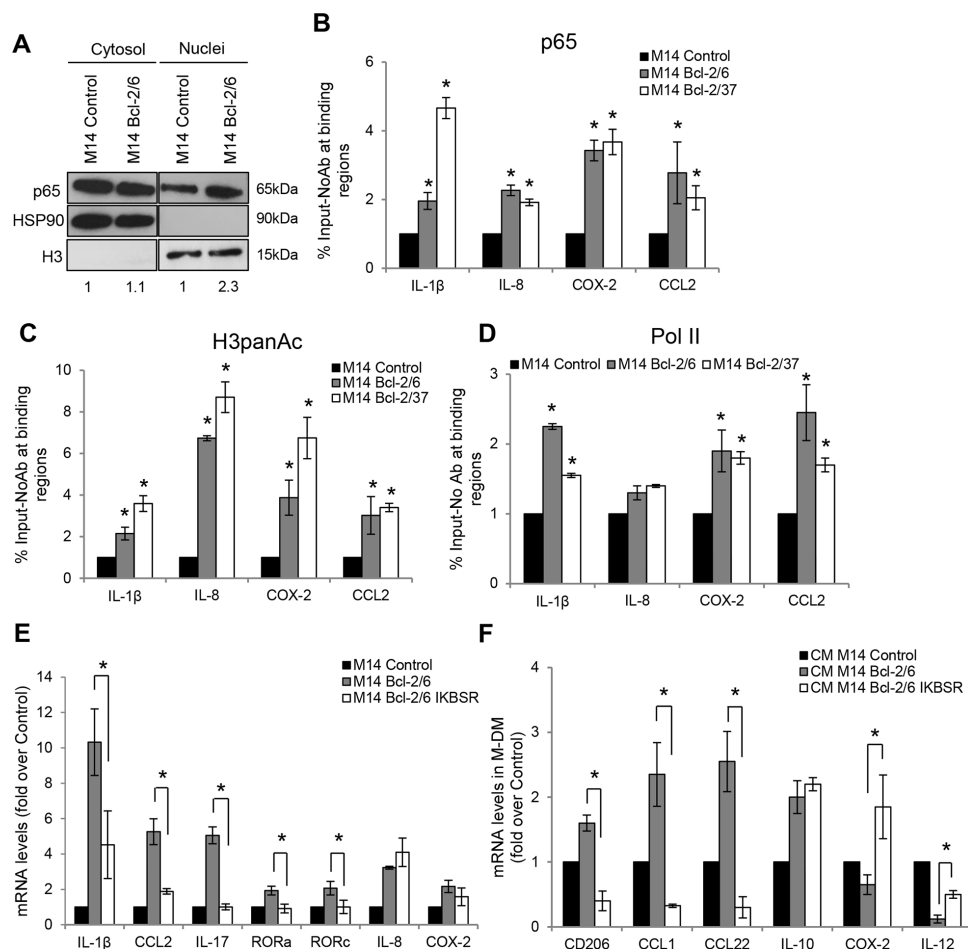 A
Cytosol Nuclei
M14 Control
M14 Bcl-2/6
M14 Control
M14 Bcl-2/6
p65 65kDa
HSP90 90kDa
H3 15kDa
1 1.1 1 2.3
B
p65
M14 Control
M14 Bcl-2/6
M14 Bcl-2/37
% Input-NoAb at binding
regions
6
4
2
0
* * * * * * * *
IL-1β IL-8 COX-2 CCL2
C
H3panAc
M14 Control
M14 Bcl-2/6
M14 Bcl-2/37
% Input-NoAb at binding
regions
10
8
6
4
2
0
* * * * * * * *
IL-1β IL-8 COX-2 CCL2
D
Pol II
M14 Control M14 Bcl-2/6 M14 Bcl-2/37
% Input-No Ab at binding
regions
3
2
1
0
* * * * * *
IL-1β IL-8 COX-2 CCL2
E
M14 Control
M14 Bcl-2/6
M14 Bcl-2/6 IKBSR
mRNA levels (fold over Control)
14
12
10
8
6
4
2
0
* * * * *
IL-1β CCL2 IL-17 RORa RORc IL-8 COX-2
F
CM M14 Control
CM M14 Bcl-2/6
CM M14 Bcl-2/6 IKBSR
mRNA levels in M-DM
(fold over Control)
4
3
2
1
0
* * * * *
CD206 CCL1 CCL22 IL-10 COX-2 IL-12